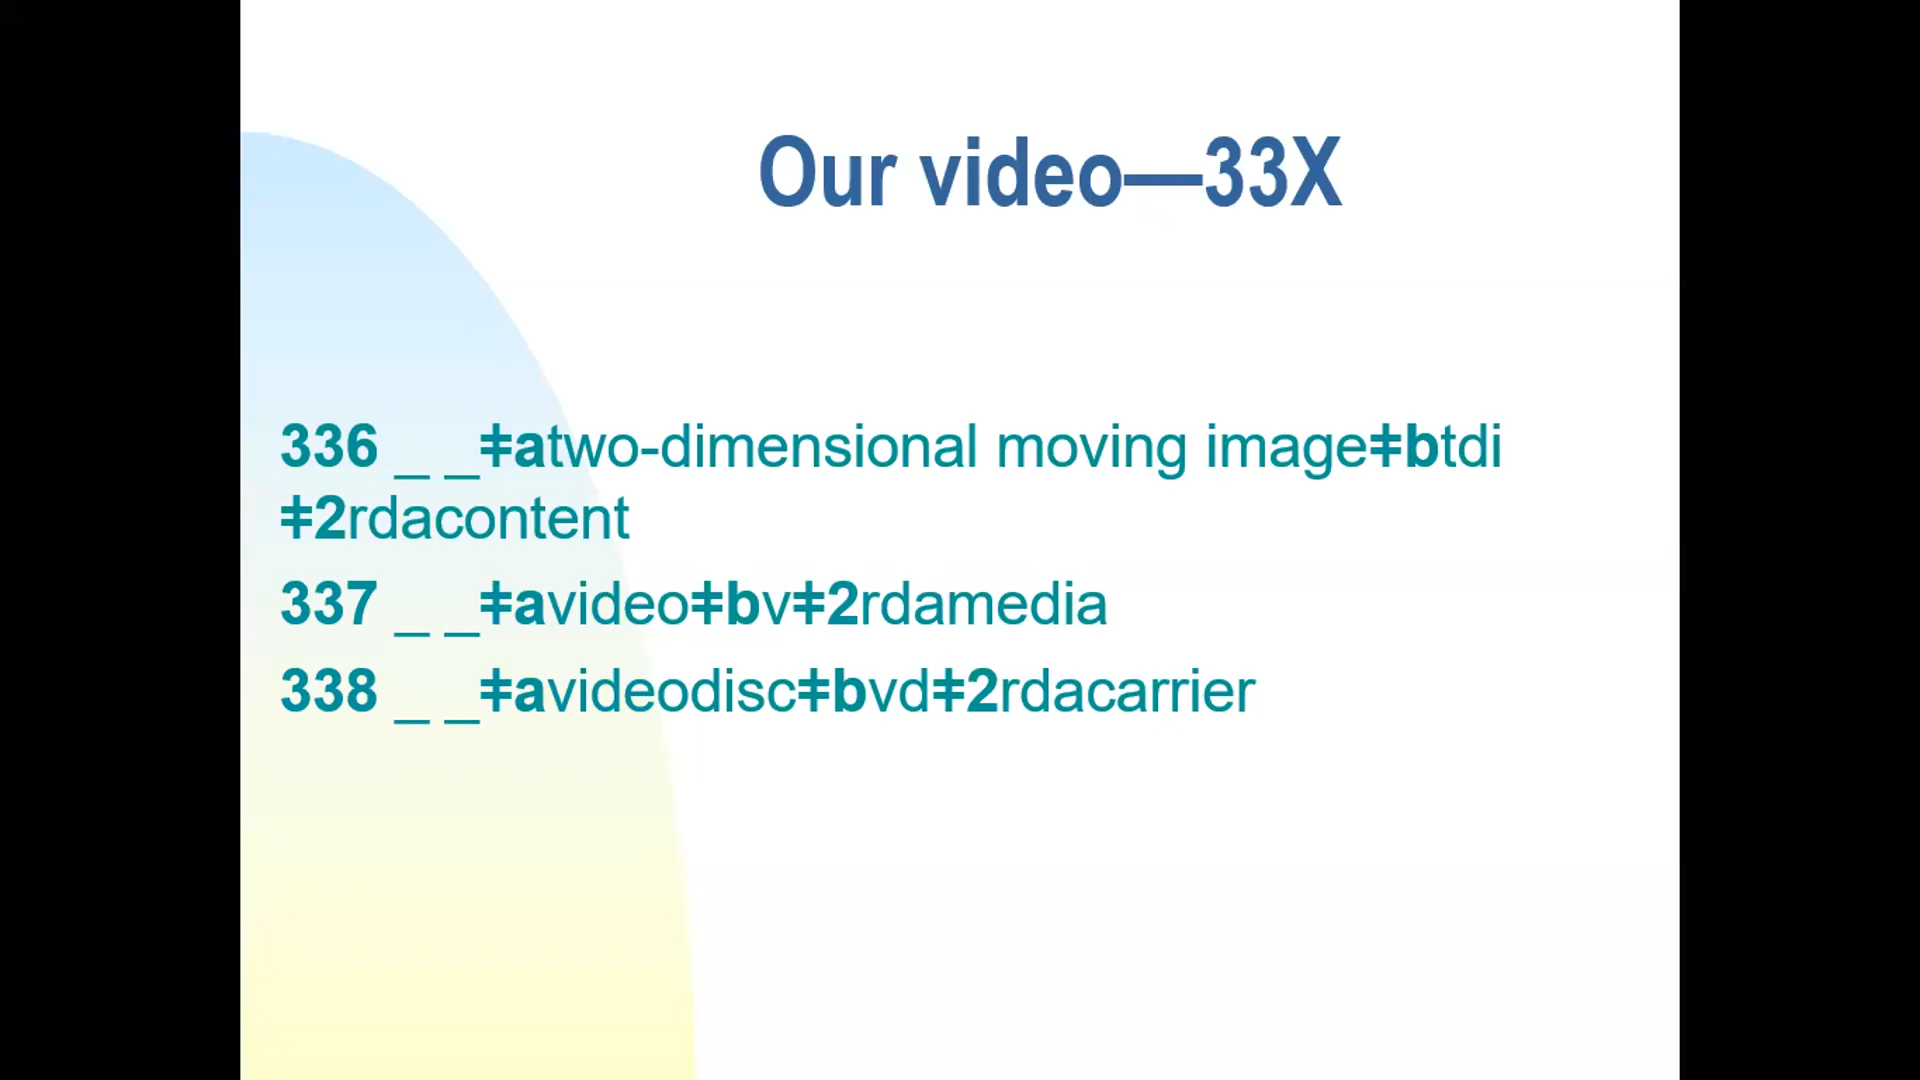 Our video—33X
336 _ _ǂatwo-dimensional moving imageǂbtdi
ǂ2rdacontent
337 _ _ǂavideoǂbvǂ2rdamedia
338 _ _ǂavideodiscǂbvdǂ2rdacarrier